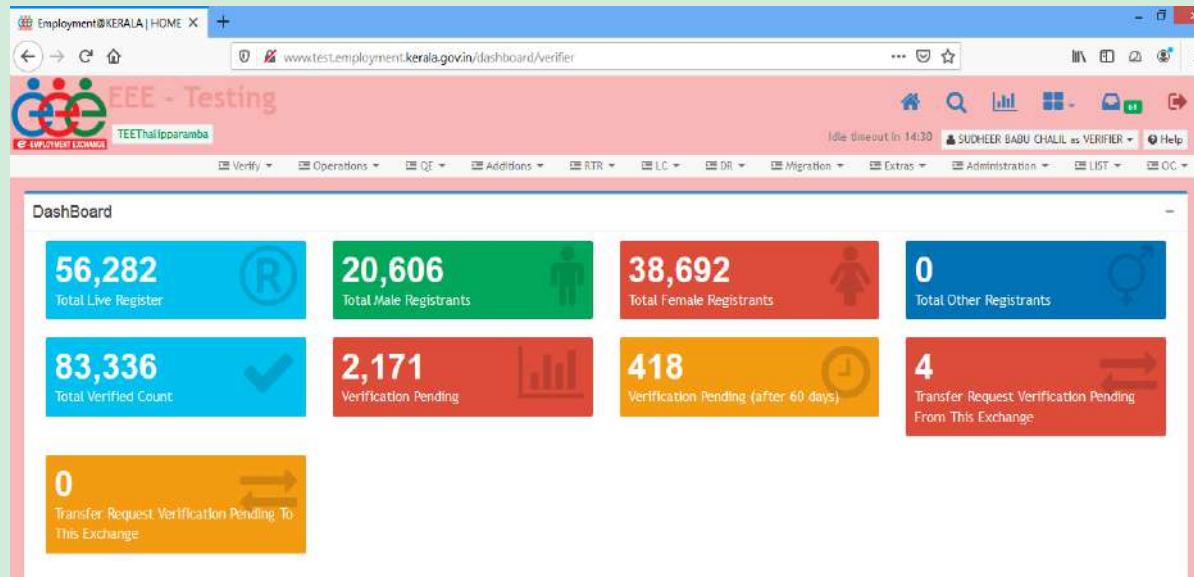 Employment@KERALA | HOME
www.test.employment.kerala.gov.in/dashboard/verifier
EEE - Testing
TEEThalipparamba
e-EMPLOYMENT EXCHANGE
Idle timeout in 14:30
SUDHEER BABU CHALIL as VERIFIER
Help
Verify Operations QE Additions RTR LC DR Migration Extras Administration LIST OC
DashBoard
56,282
Total Live Register
20,606
Total Male Registrants
38,692
Total Female Registrants
0
Total Other Registrants
83,336
Total Verified Count
2,171
Verification Pending
418
Verification Pending (after 60 days)
4
Transfer Request Verification Pending
From This Exchange
0
Transfer Request Verification Pending To
This Exchange